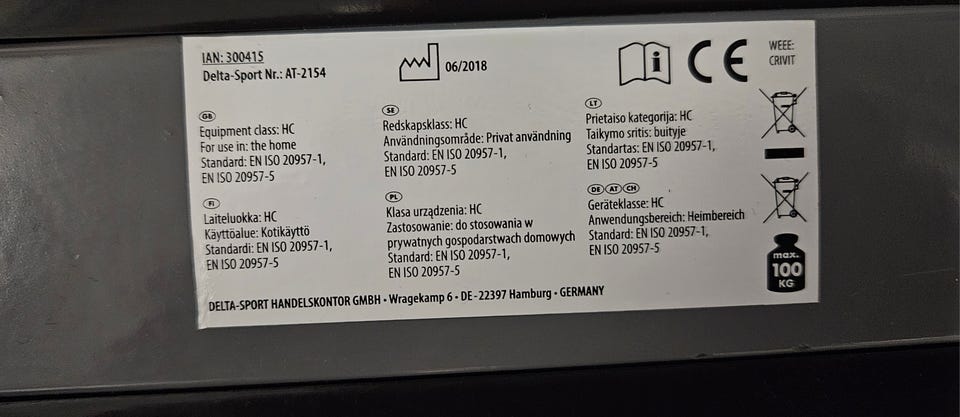 IAN: 300415
Delta-Sport Nr.: AT-2154
06/2018
i
CE
WEEE:
CRIVIT
GB
Equipment class: HC
For use in: the home
Standard: EN ISO 20957-1,
EN ISO 20957-5
SE
Redskapsklass: HC
Användningsområde: Privat användning
Standard: EN ISO 20957-1,
EN ISO 20957-5
LT
Prietaiso kategorija: HC
Taikymo sritis: buityje
Standartas: EN ISO 20957-1,
EN ISO 20957-5
FI
Laiteluokka: HC
Käyttöalue: Kotikäyttö
Standardi: EN ISO 20957-1,
EN ISO 20957-5
PL
Klasa urządzenia: HC
Zastosowanie: do stosowania w
prywatnych gospodarstwach domowych
Standard: EN ISO 20957-1,
EN ISO 20957-5
DE AT CH
Geräteklasse: HC
Anwendungsbereich: Heimbereich
Standard: EN ISO 20957-1,
EN ISO 20957-5
max.
100
KG
DELTA-SPORT HANDELSKONTOR GMBH • Wragekamp 6 • DE-22397 Hamburg • GERMANY